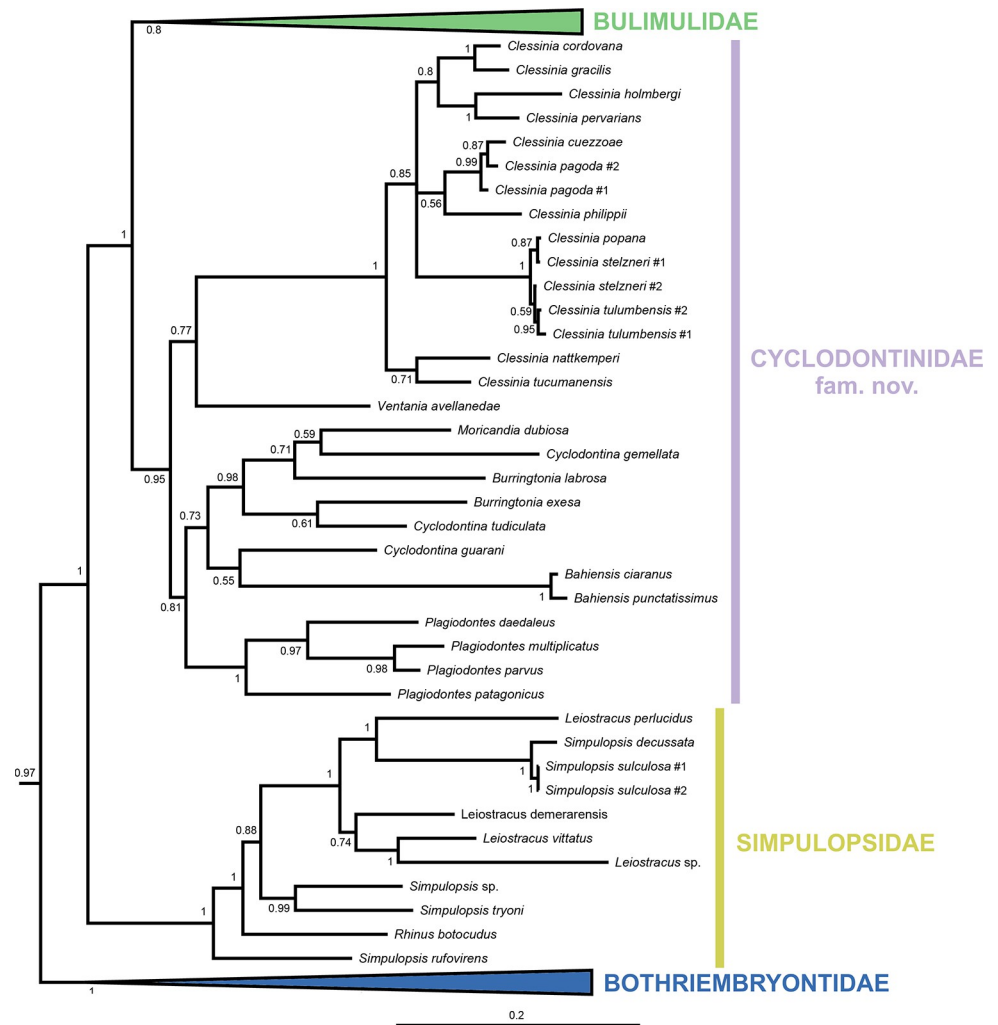 BULIMULIDAE
0.8
Clessinia cordovana
1
Clessinia gracilis
0.8
Clessinia holmbergi
1
Clessinia pervarians
Clessinia cuezzoae
0.87
Clessinia pagoda #2
0.99
Clessinia pagoda #1
0.85
0.56
Clessinia philippii
1
Clessinia popana
0.87
Clessinia stelzneri #1
1
1
Clessinia stelzneri #2
Clessinia tulumbensis #2
0.59
0.95
Clessinia tulumbensis #1
0.77
Clessinia nattkemperi
CYCLODONTINIDAE
fam. nov.
0.71
Clessinia tucumanensis
Ventania avellanedae
Moricandia dubiosa
0.59
0.71
Cyclodontina gemellata
0.95
0.98
Burringtonia labrosa
Burringtonia exesa
0.73
0.61
Cyclodontina tudiculata
Cyclodontina guarani
0.55
Bahiensis ciaranus
1
1
Bahiensis punctatissimus
0.81
Plagiodontes daedaleus
0.97
Plagiodontes multiplicatus
0.98
Plagiodontes parvus
1
Plagiodontes patagonicus
Leiostracus perlucidus
1
Simpulopsis decussata
0.97
1
1
Simpulopsis sulculosa #1
1
Simpulopsis sulculosa #2
Leiostracus demerarensis
0.88
0.74
Leiostracus vittatus
SIMPULOPSIDAE
1
Leiostracus sp.
1
Simpulopsis sp.
1
0.99
Simpulopsis tryoni
Rhinus botocudus
Simpulopsis rufovirens
BOTHRIEMBRYONTIDAE
1
0.2